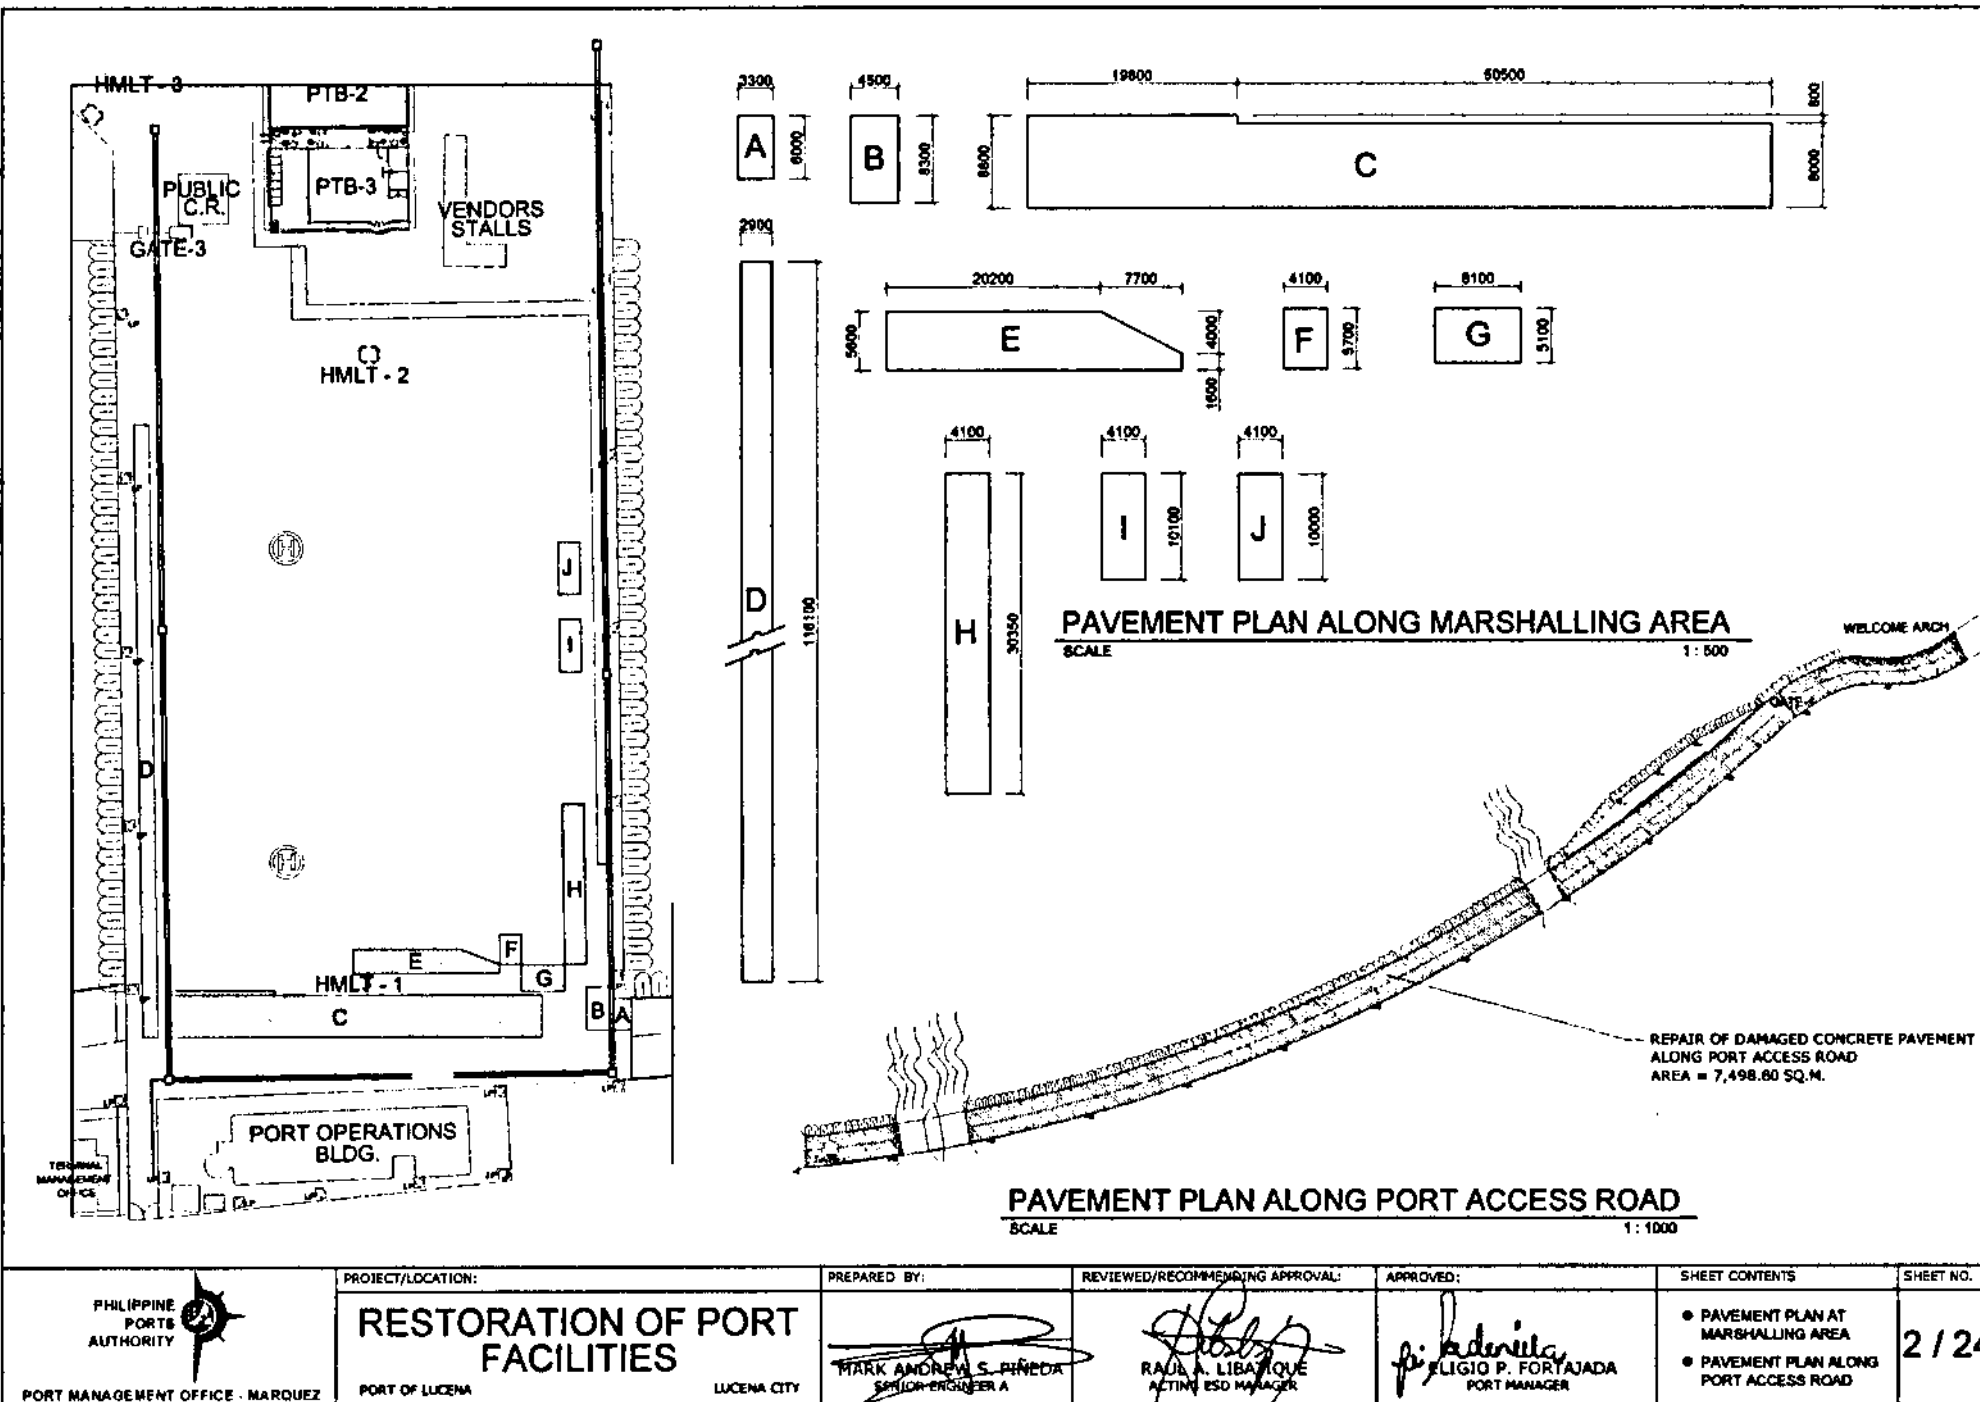 HMLT - 3
PTB-2
PTB-3
PUBLIC
C.R.
GATE-3
VENDORS
STALLS
HMLT - 2
J
I
D
H
F
E
G
HMLT - 1
C
B
A
PORT OPERATIONS
BLDG.
TERMINAL
MANAGEMENT
OFFICE
3300
A
6000
4500
B
8300
19800
50500
8800
C
800
8000
2900
D
116100
20200
7700
5600
E
4000
1600
4100
F
5700
8100
G
5100
4100
H
30350
4100
I
10100
4100
J
10000
PAVEMENT PLAN ALONG MARSHALLING AREA
SCALE
1 : 500
WELCOME ARCH
REPAIR OF DAMAGED CONCRETE PAVEMENT
ALONG PORT ACCESS ROAD
AREA = 7,498.60 SQ.M.
PAVEMENT PLAN ALONG PORT ACCESS ROAD
SCALE
1 : 1000
PHILIPPINE
PORTS
AUTHORITY
PORT MANAGEMENT OFFICE - MARQUEZ
PROJECT/LOCATION:
RESTORATION OF PORT
FACILITIES
PORT OF LUCENA
LUCENA CITY
PREPARED BY:
MARK ANDREW S. PIÑEDA
SENIOR ENGINEER A
REVIEWED/RECOMMENDING APPROVAL:
RAUL A. LIBATIQUE
ACTING ESD MANAGER
APPROVED:
ELIGIO P. FORTAJADA
PORT MANAGER
SHEET CONTENTS
● PAVEMENT PLAN AT
MARSHALLING AREA
● PAVEMENT PLAN ALONG
PORT ACCESS ROAD
SHEET NO.
2 / 24